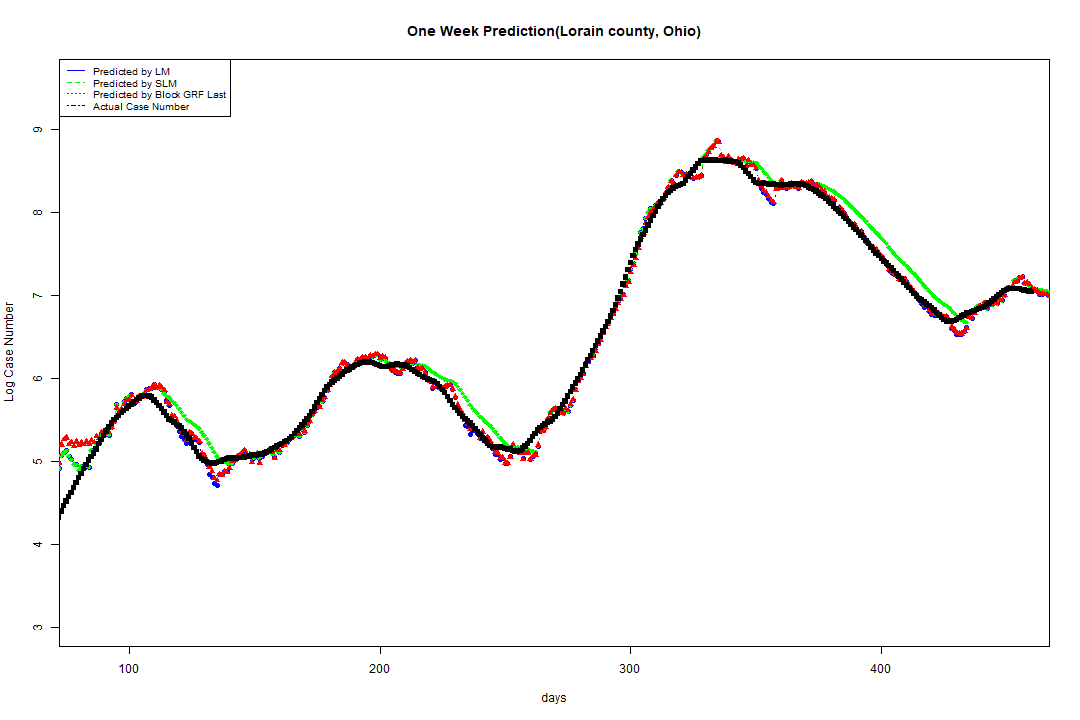 One Week Prediction(Lorain county, Ohio)
Predicted by LM
Predicted by SLM
Predicted by Block GRF Last
Actual Case Number
Log Case Number
9
8
7
6
5
4
3
100 200 300 400
days